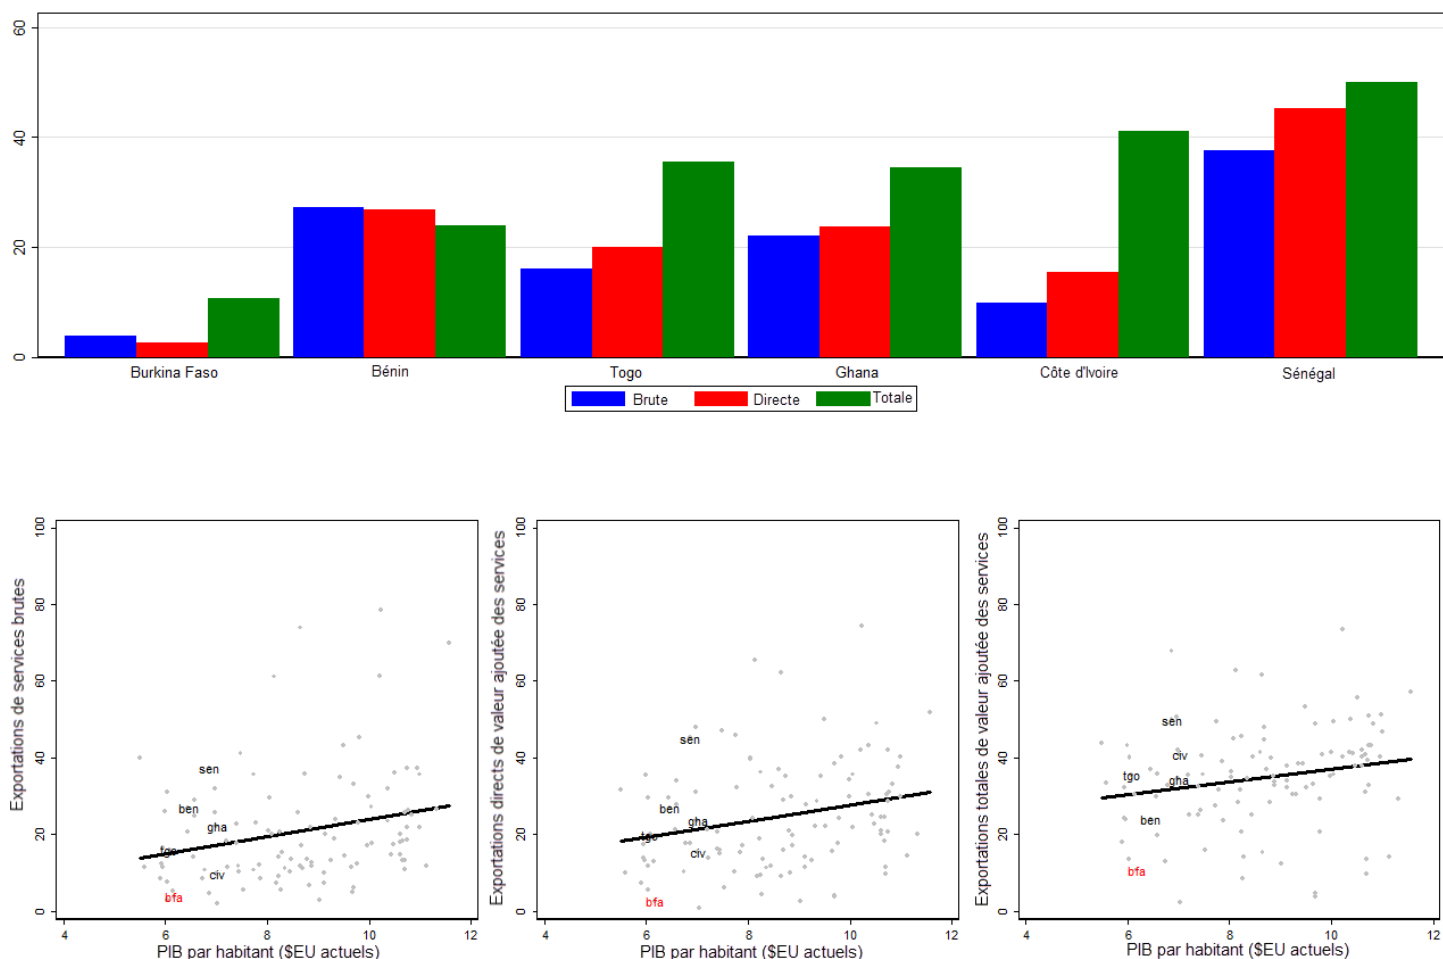 60
40
20
0
Burkina Faso Bénin Togo Ghana Côte d'Ivoire Sénégal
Brute Directe Totale
Exportations de services brutes
100
80
60
40
20
0
sen
ben
gha
tgo
civ
bfa
4 6 8 10 12
PIB par habitant ($EU actuels)
Exportations directs de valeur ajoutée des services
100
80
60
40
20
0
sen
ben
gha
tgo
civ
bfa
4 6 8 10 12
PIB par habitant ($EU actuels)
Exportations totales de valeur ajoutée des services
100
80
60
40
20
0
sen
civ
tgo
gha
ben
bfa
4 6 8 10 12
PIB par habitant ($EU actuels)